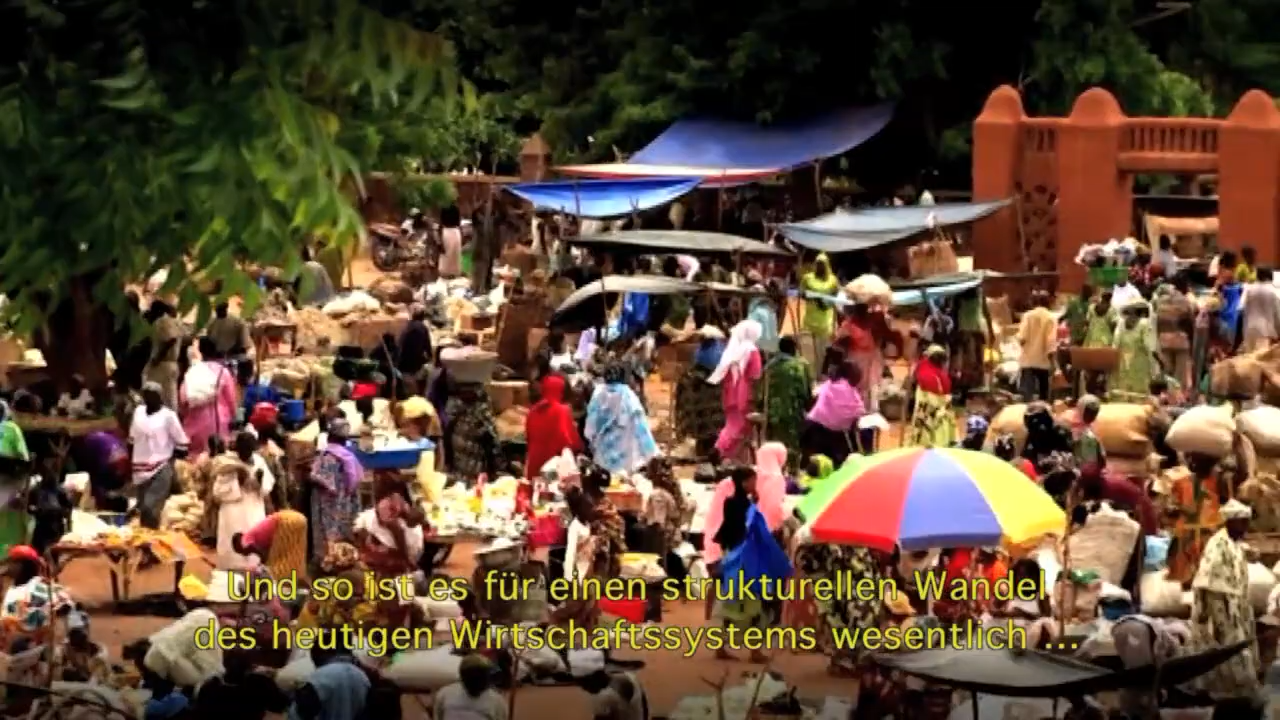 Und so ist es für einen strukturellen Wandel
des heutigen Wirtschaftssystems wesentlich ...